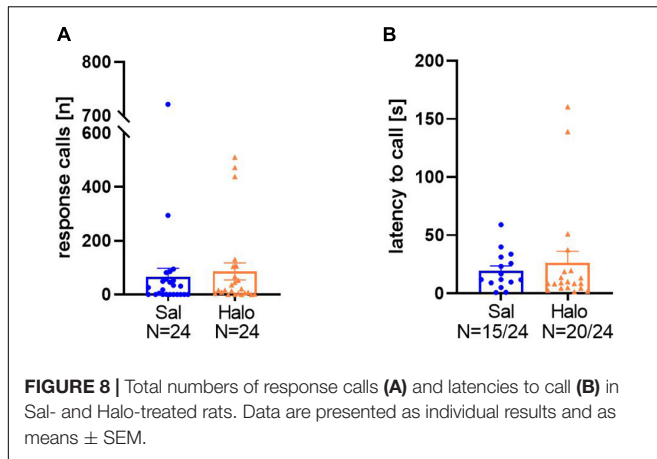 A
800
700
600
400
200
0
response calls [n]
Sal Halo
N=24 N=24
B
200
150
100
50
0
latency to call [s]
Sal Halo
N=15/24 N=20/24
FIGURE 8 | Total numbers of response calls (A) and latencies to call (B) in
Sal- and Halo-treated rats. Data are presented as individual results and as
means ± SEM.